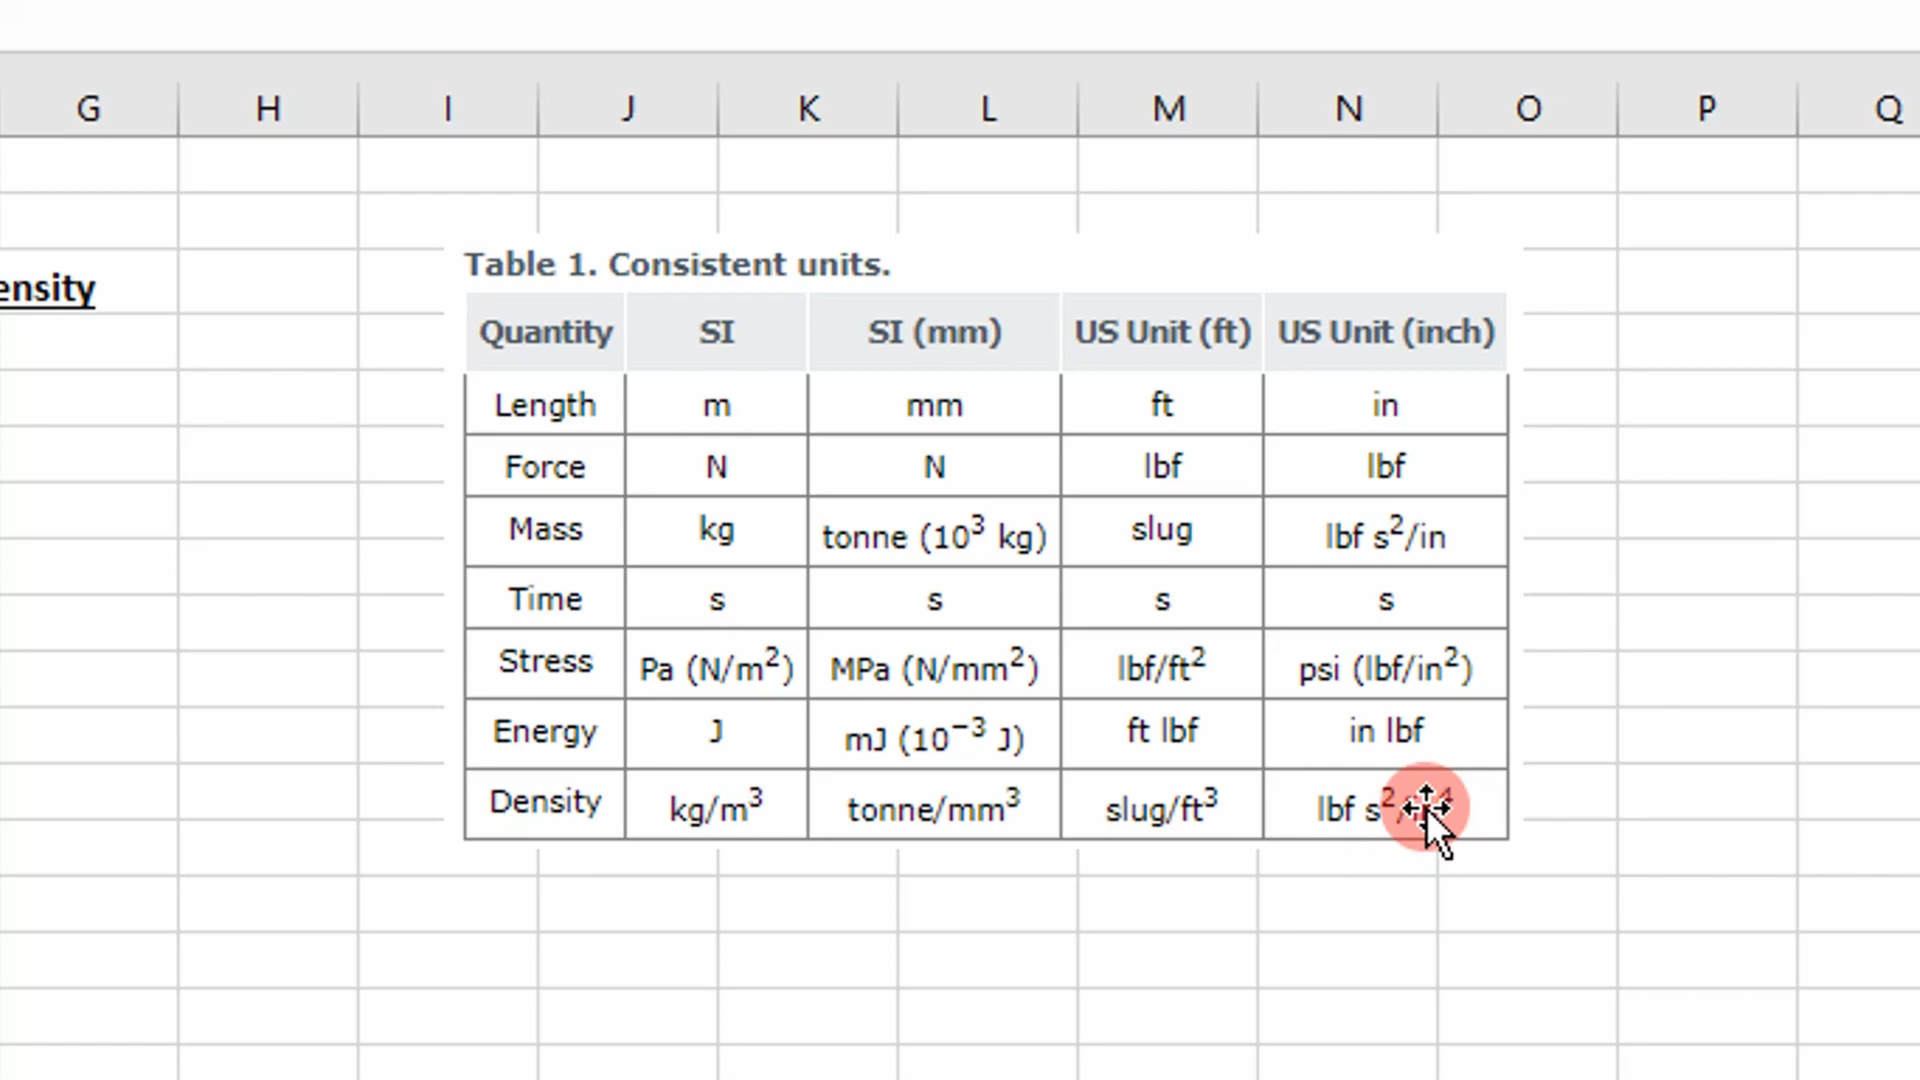 G H I J K L M N O P Q
ensity
Table 1. Consistent units.
Quantity SI SI (mm) US Unit (ft) US Unit (inch)
Length m mm ft in
Force N N lbf lbf
Mass kg tonne (10³ kg) slug lbf s²/in
Time s s s s
Stress Pa (N/m²) MPa (N/mm²) lbf/ft² psi (lbf/in²)
Energy J mJ (10⁻³ J) ft lbf in lbf
Density kg/m³ tonne/mm³ slug/ft³ lbf s²/